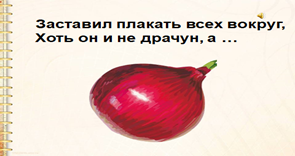 Заставил плакать всех вокруг,
Хоть он и не драчун, а ...